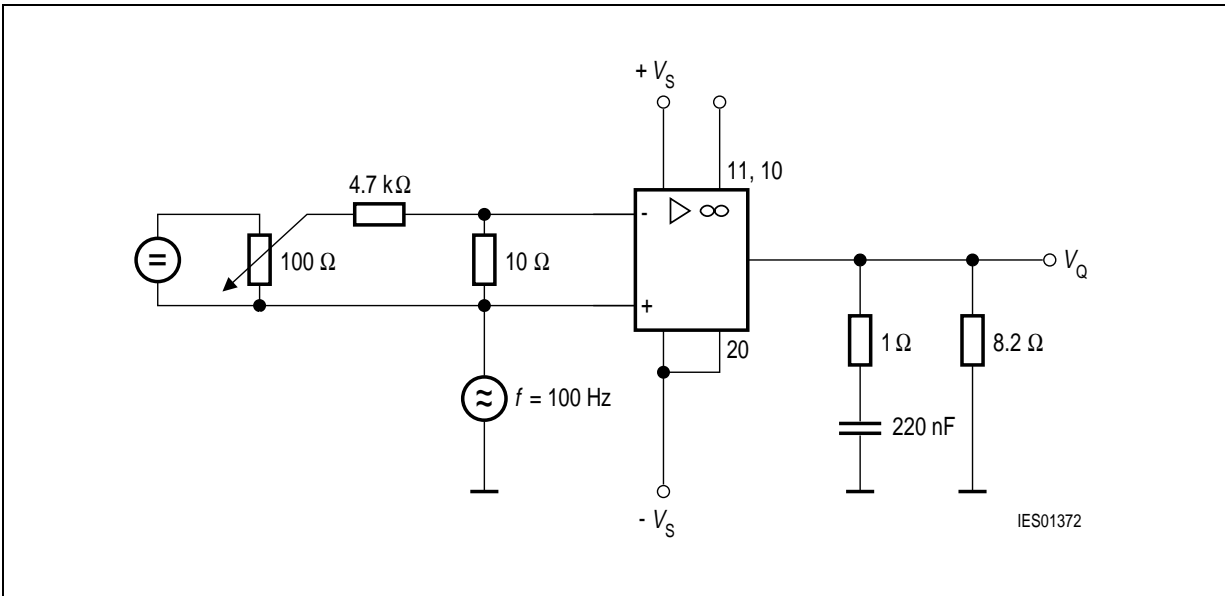 + V_S
11, 10
4.7 kΩ
- ▷ ∞
=
100 Ω
10 Ω
V_Q
+
20
1 Ω
8.2 Ω
≈
f = 100 Hz
220 nF
- V_S
IES01372